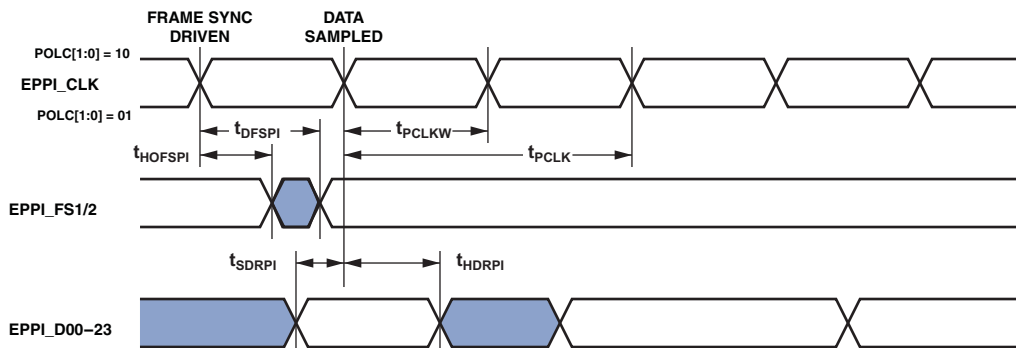 FRAME SYNC
DRIVEN
DATA
SAMPLED
POLC[1:0] = 10
EPPI_CLK
POLC[1:0] = 01
tDFSPI
tPCLKW
tHOFSPI
tPCLK
EPPI_FS1/2
tSDRPI
tHDRPI
EPPI_D00–23